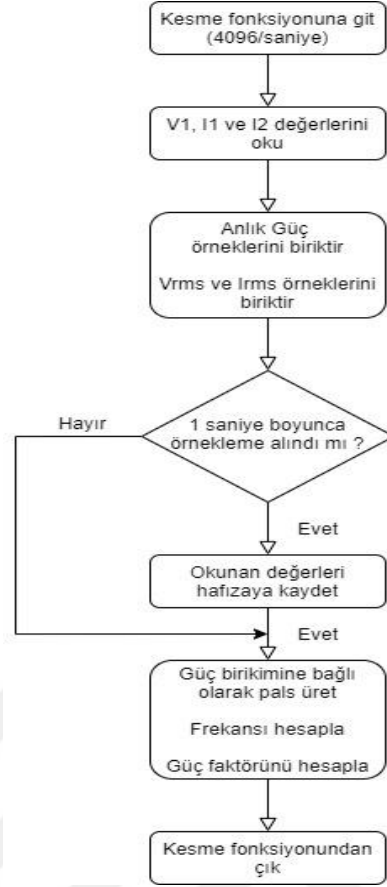 Kesme fonksiyonuna git
(4096/saniye)
V1, I1 ve I2 değerlerini
oku
Anlık Güç
örneklerini biriktir
Vrms ve Irms örneklerini
biriktir
Hayır
1 saniye boyunca
örnekleme alındı mı ?
Evet
Okunan değerleri
hafızaya kaydet
Evet
Güç birikimine bağlı
olarak pals üret
Frekansı hesapla
Güç faktörünü hesapla
Kesme fonksiyonundan
çık